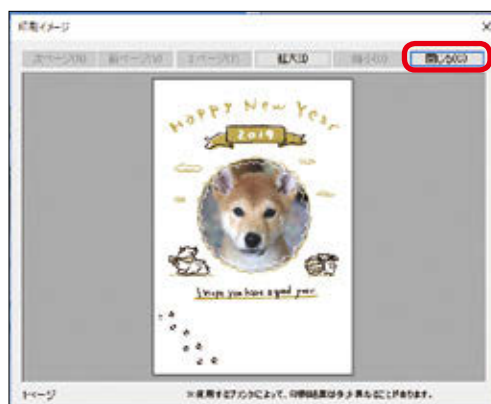 印刷イメージ
次ページ(N) 前ページ(V) 2ページ(T) 拡大(I) 縮小(O) 閉じる(C)
Happy New Year
2019
I hope you have a good year.
1ページ
※使用するプリンタによって、印刷結果は多少異なることがあります。